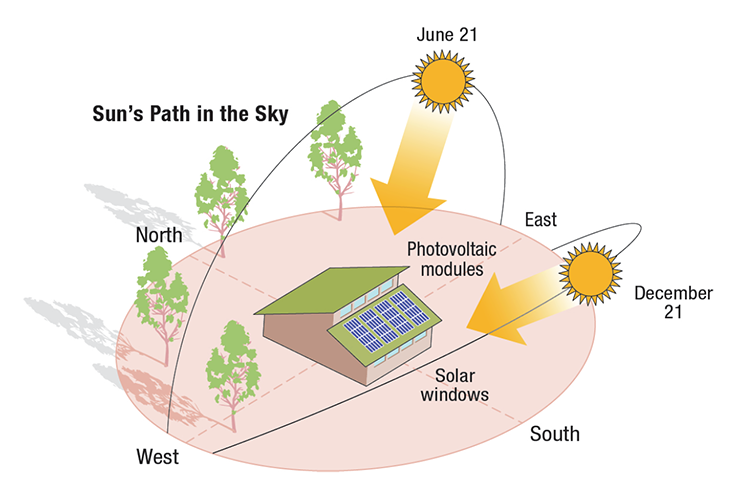 June 21
Sun's Path in the Sky
East
North
Photovoltaic
modules
December
21
Solar
windows
South
West